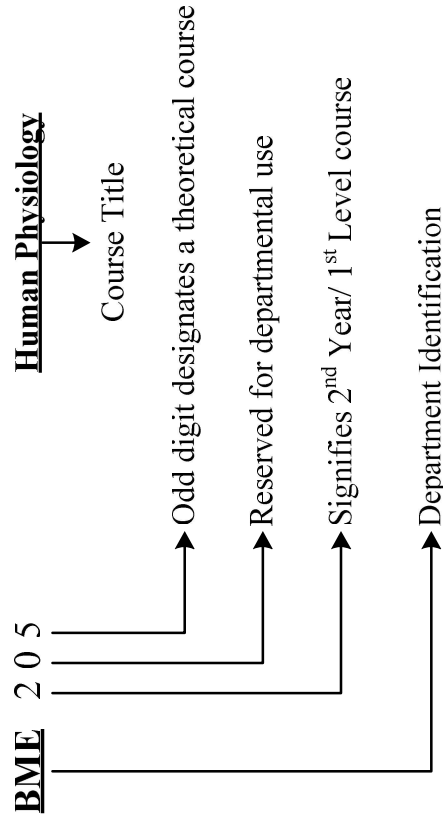 BME 2 0 5 Human Physiology
Course Title
Odd digit designates a theoretical course
Reserved for departmental use
Signifies 2nd Year/ 1st Level course
Department Identification